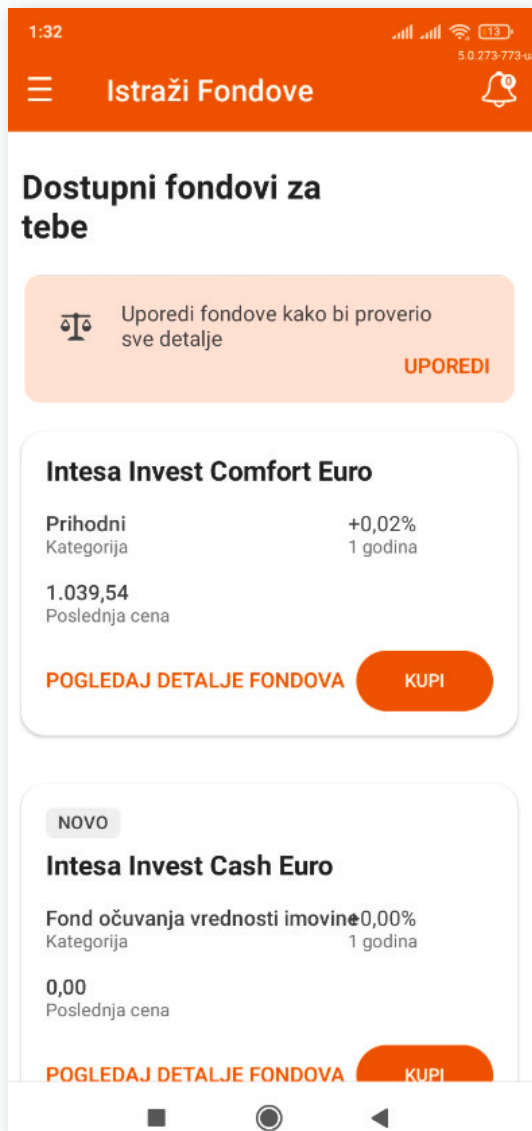 1:32
13
5.0.273-773-u
Istraži Fondove
0
Dostupni fondovi za
tebe
Uporedi fondove kako bi proverio
sve detalje
UPOREDI
Intesa Invest Comfort Euro
Prihodni +0,02%
Kategorija 1 godina
1.039,54
Poslednja cena
POGLEDAJ DETALJE FONDOVA KUPI
NOVO
Intesa Invest Cash Euro
Fond očuvanja vrednosti imovine +0,00%
Kategorija 1 godina
0,00
Poslednja cena
POGLEDAJ DETALJE FONDOVA KUPI